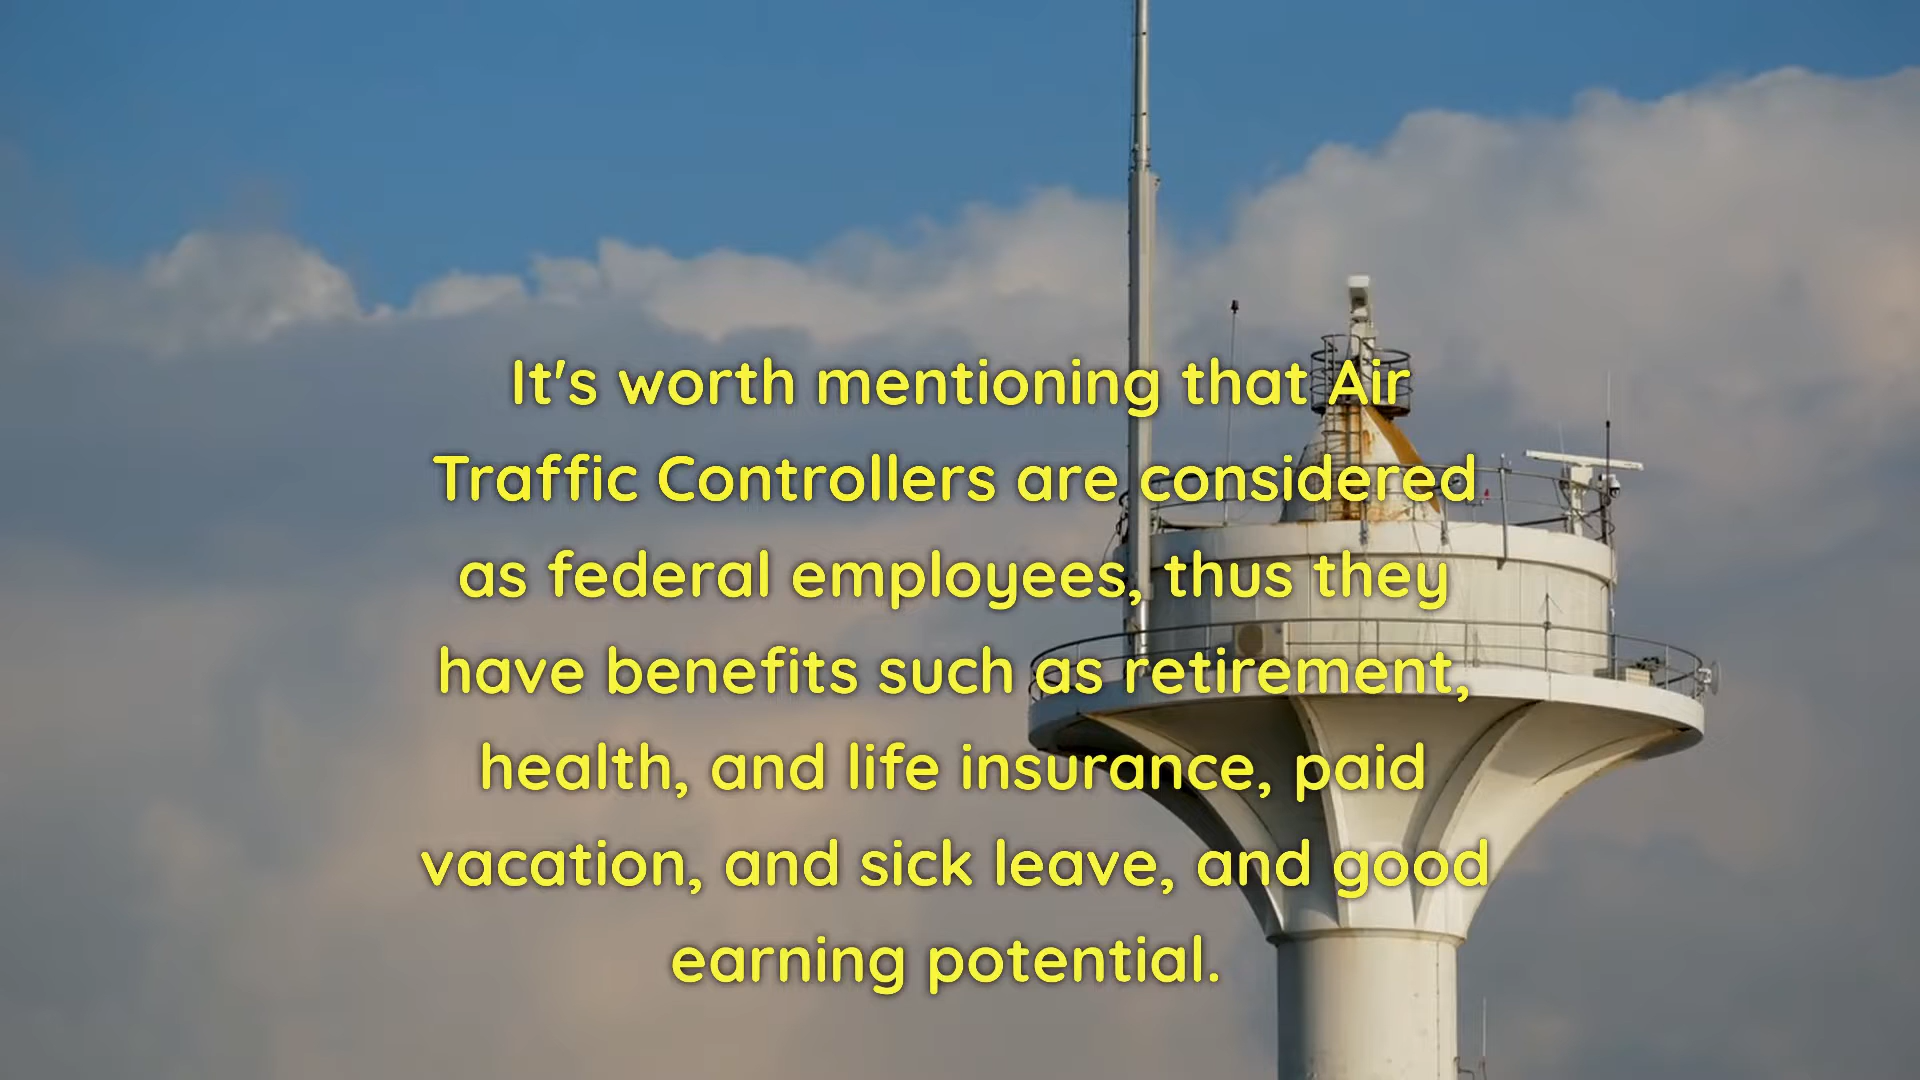 It's worth mentioning that Air
Traffic Controllers are considered
as federal employees, thus they
have benefits such as retirement,
health, and life insurance, paid
vacation, and sick leave, and good
earning potential.